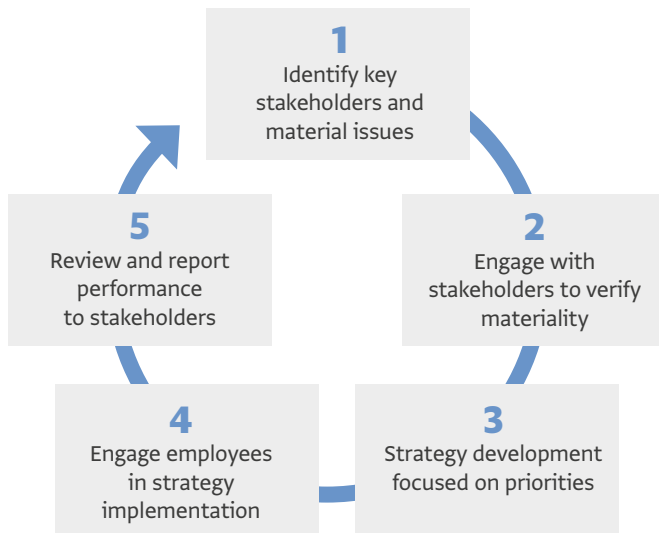 1
Identify key
stakeholders and
material issues
2
Engage with
stakeholders to verify
materiality
3
Strategy development
focused on priorities
4
Engage employees
in strategy
implementation
5
Review and report
performance
to stakeholders